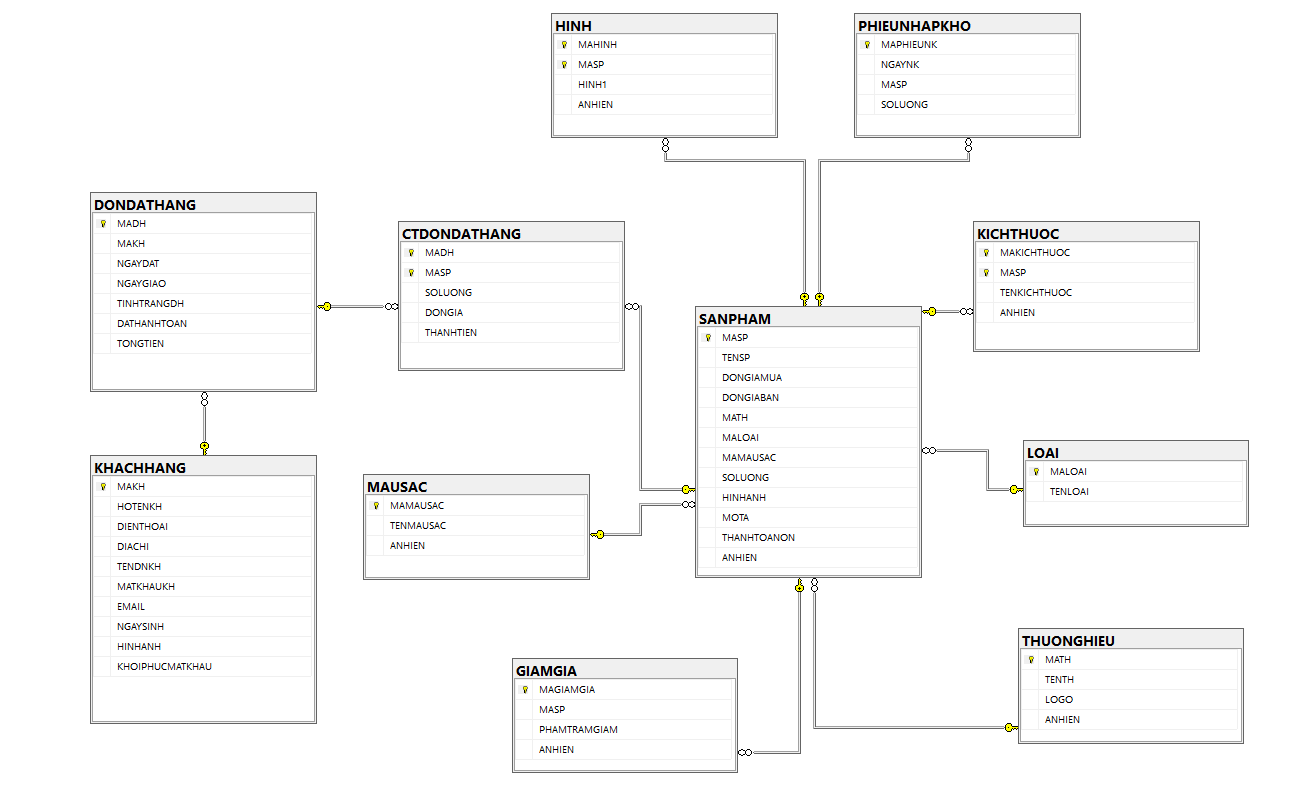 HINH
MAHINH
MASP
HINH1
ANHIEN
PHIEUNHAPKHO
MAPHIEUNK
NGAYNK
MASP
SOLUONG
DONDATHANG
MADH
MAKH
NGAYDAT
NGAYGIAO
TINHTRANGDH
DATHANHTOAN
TONGTIEN
CTDONDATHANG
MADH
MASP
SOLUONG
DONGIA
THANHTIEN
KICHTHUOC
MAKICHTHUOC
MASP
TENKICHTHUOC
ANHIEN
SANPHAM
MASP
TENSP
DONGIAMUA
DONGIABAN
MATH
MALOAI
MAMAUSAC
SOLUONG
HINHANH
MOTA
THANHTOANON
ANHIEN
LOAI
MALOAI
TENLOAI
KHACHHANG
MAKH
HOTENKH
DIENTHOAI
DIACHI
TENDNKH
MATKHAUKH
EMAIL
NGAYSINH
HINHANH
KHOIPHUCMATKHAU
MAUSAC
MAMAUSAC
TENMAUSAC
ANHIEN
GIAMGIA
MAGIAMGIA
MASP
PHAMTRAMGIAM
ANHIEN
THUONGHIEU
MATH
TENTH
LOGO
ANHIEN